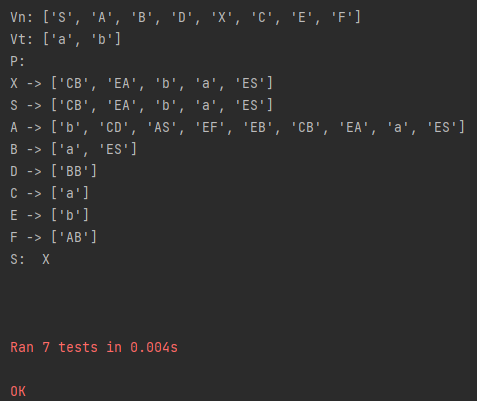 Vn: ['S', 'A', 'B', 'D', 'X', 'C', 'E', 'F']
Vt: ['a', 'b']
P:
X -> ['CB', 'EA', 'b', 'a', 'ES']
S -> ['CB', 'EA', 'b', 'a', 'ES']
A -> ['b', 'CD', 'AS', 'EF', 'EB', 'CB', 'EA', 'a', 'ES']
B -> ['a', 'ES']
D -> ['BB']
C -> ['a']
E -> ['b']
F -> ['AB']
S:  X
Ran 7 tests in 0.004s
OK